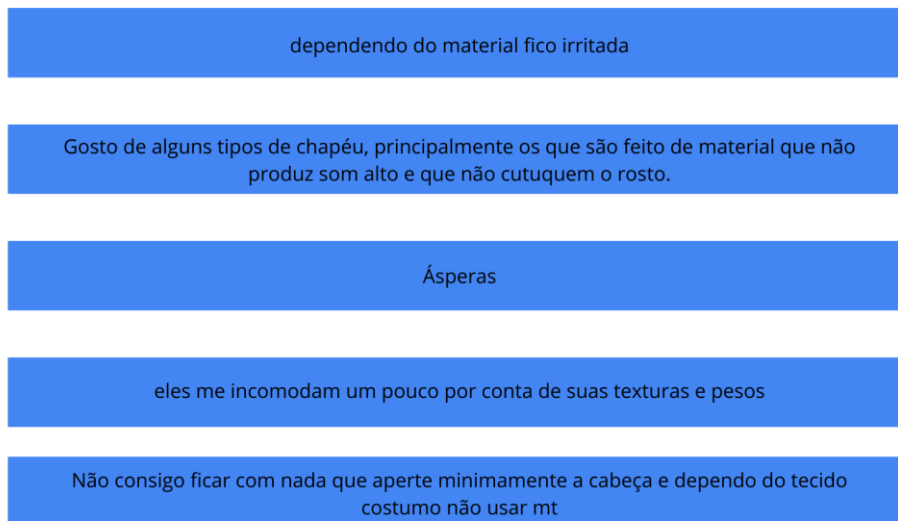 dependendo do material fico irritada
Gosto de alguns tipos de chapéu, principalmente os que são feito de material que não
produz som alto e que não cutuquem o rosto.
Ásperas
eles me incomodam um pouco por conta de suas texturas e pesos
Não consigo ficar com nada que aperte minimamente a cabeça e dependo do tecido
costumo não usar mt